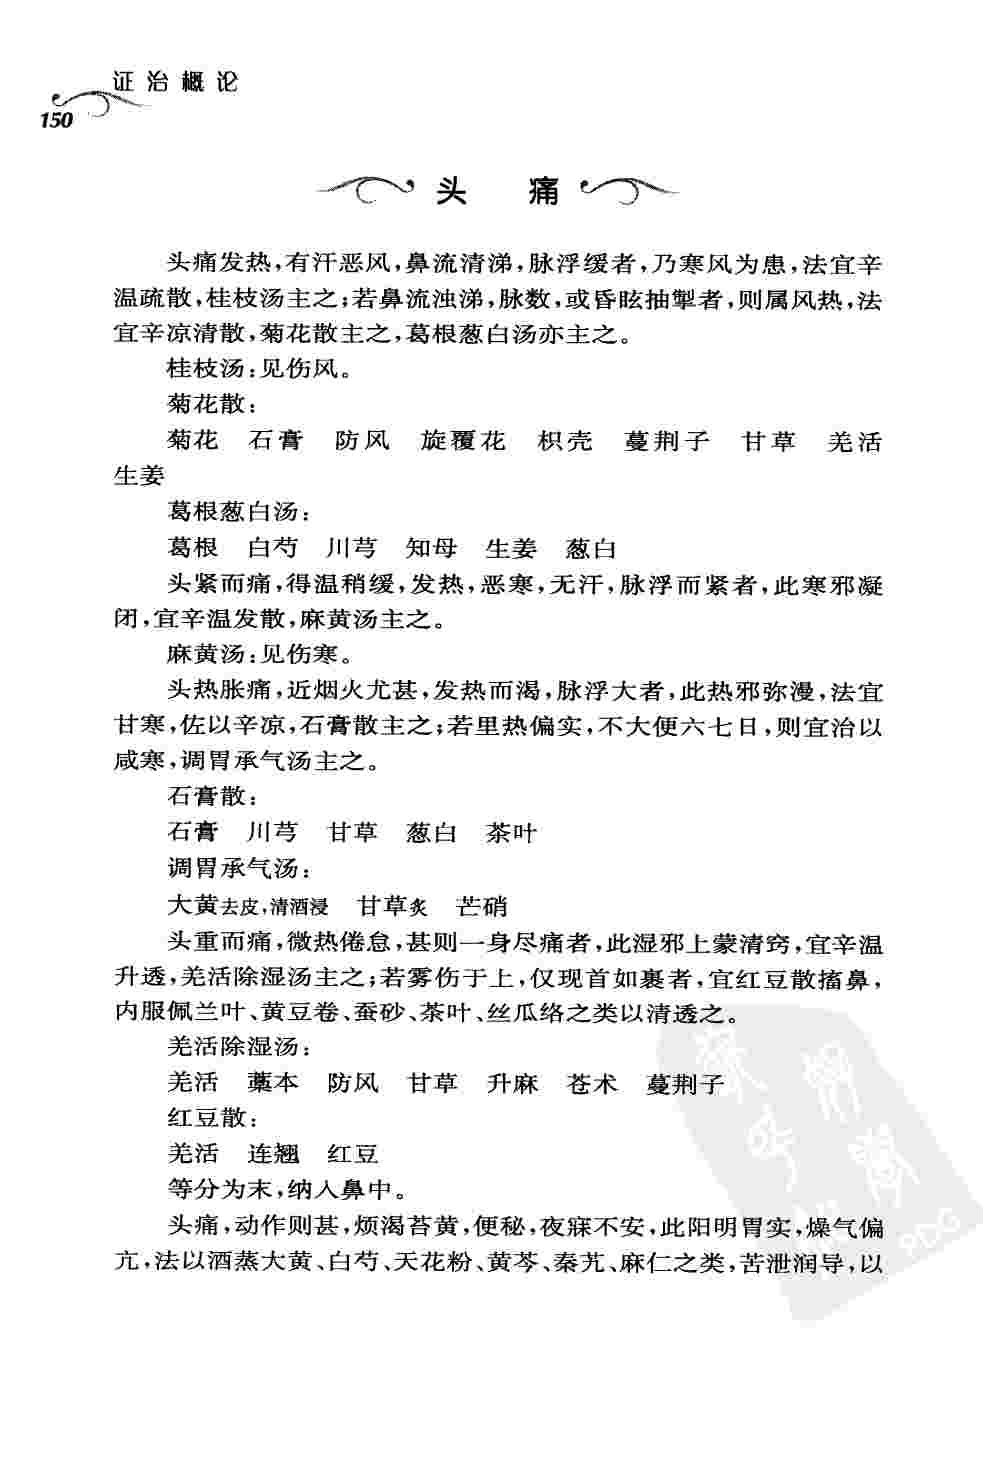 证治概论
150
头 痛
头痛发热,有汗恶风,鼻流清涕,脉浮缓者,乃寒风为患,法宜辛
温疏散,桂枝汤主之;若鼻流浊涕,脉数,或昏眩抽掣者,则属风热,法
宜辛凉清散,菊花散主之,葛根葱白汤亦主之。
桂枝汤:见伤风。
菊花散:
菊花 石膏 防风 旋覆花 枳壳 蔓荆子 甘草 羌活
生姜
葛根葱白汤:
葛根 白芍 川芎 知母 生姜 葱白
头紧而痛,得温稍缓,发热,恶寒,无汗,脉浮而紧者,此寒邪凝
闭,宜辛温发散,麻黄汤主之。
麻黄汤:见伤寒。
头热胀痛,近烟火尤甚,发热而渴,脉浮大者,此热邪弥漫,法宜
甘寒,佐以辛凉,石膏散主之;若里热偏实,不大便六七日,则宜治以
咸寒,调胃承气汤主之。
石膏散:
石膏 川芎 甘草 葱白 茶叶
调胃承气汤:
大黄去皮,清酒浸 甘草炙 芒硝
头重而痛,微热倦怠,甚则一身尽痛者,此湿邪上蒙清窍,宜辛温
升透,羌活除湿汤主之;若雾伤于上,仅现首如裹者,宜红豆散搐鼻,
内服佩兰叶、黄豆卷、蚕砂、茶叶、丝瓜络之类以清透之。
羌活除湿汤:
羌活 藁本 防风 甘草 升麻 苍术 蔓荆子
红豆散:
羌活 连翘 红豆
等分为末,纳入鼻中。
头痛,动作则甚,烦渴苔黄,便秘,夜寐不安,此阳明胃实,燥气偏
亢,法以酒蒸大黄、白芍、天花粉、黄芩、秦艽、麻仁之类,苦泄润导,以
PDG